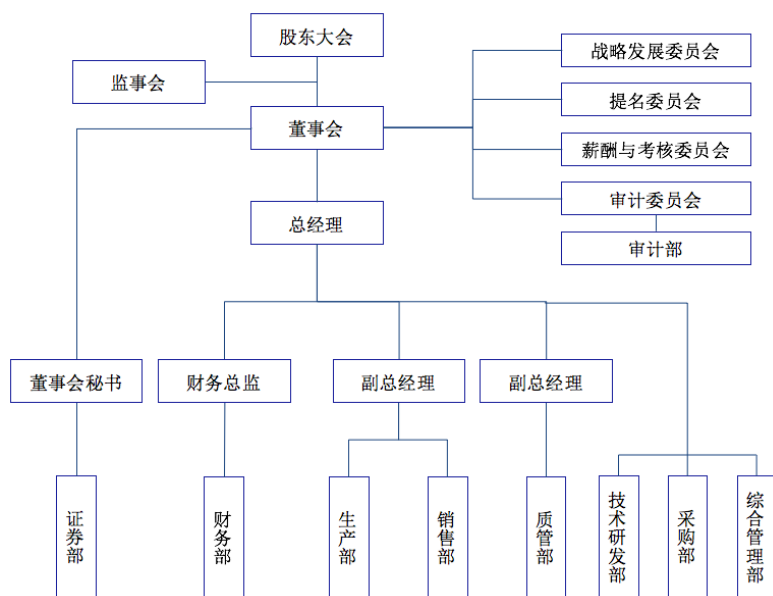 股东大会
战略发展委员会
监事会
提名委员会
董事会
薪酬与考核委员会
审计委员会
总经理
审计部
董事会秘书
财务总监
副总经理
副总经理
证券部
财务部
生产部
销售部
质管部
技术研发部
采购部
综合管理部